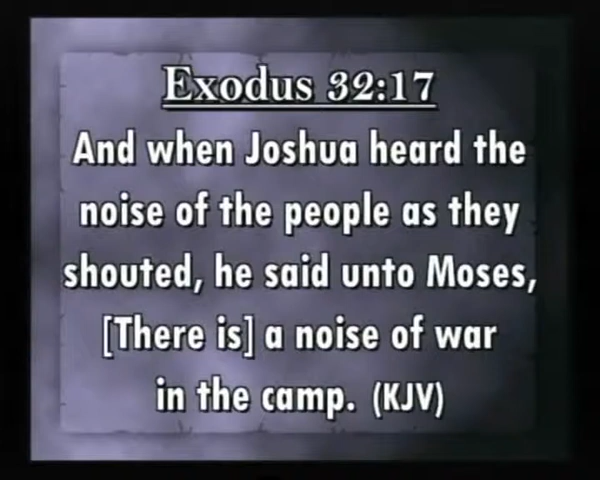 Exodus 32:17
And when Joshua heard the
noise of the people as they
shouted, he said unto Moses,
[There is] a noise of war
in the camp. (KJV)